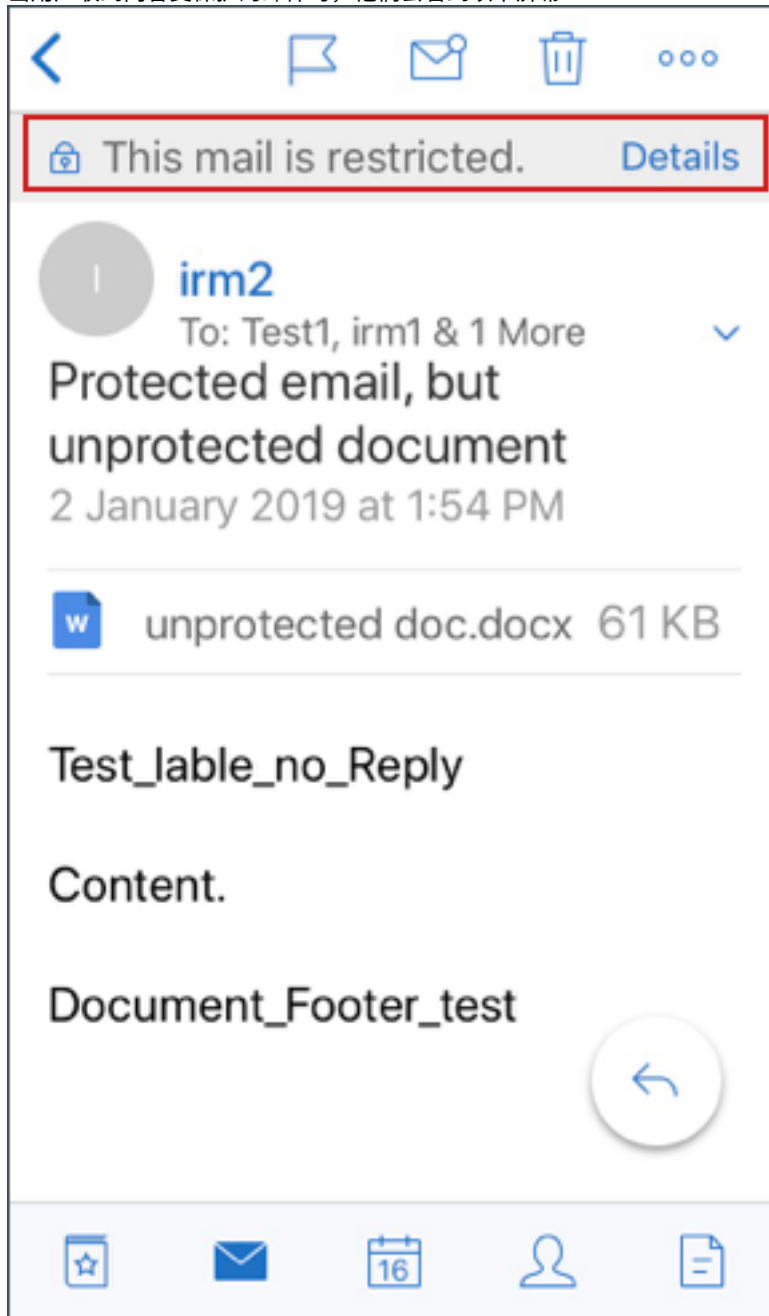 This mail is restricted. Details
I
irm2
To: Test1, irm1 & 1 More
Protected email, but
unprotected document
2 January 2019 at 1:54 PM
W unprotected doc.docx 61 KB
Test_lable_no_Reply
Content.
Document_Footer_test
16